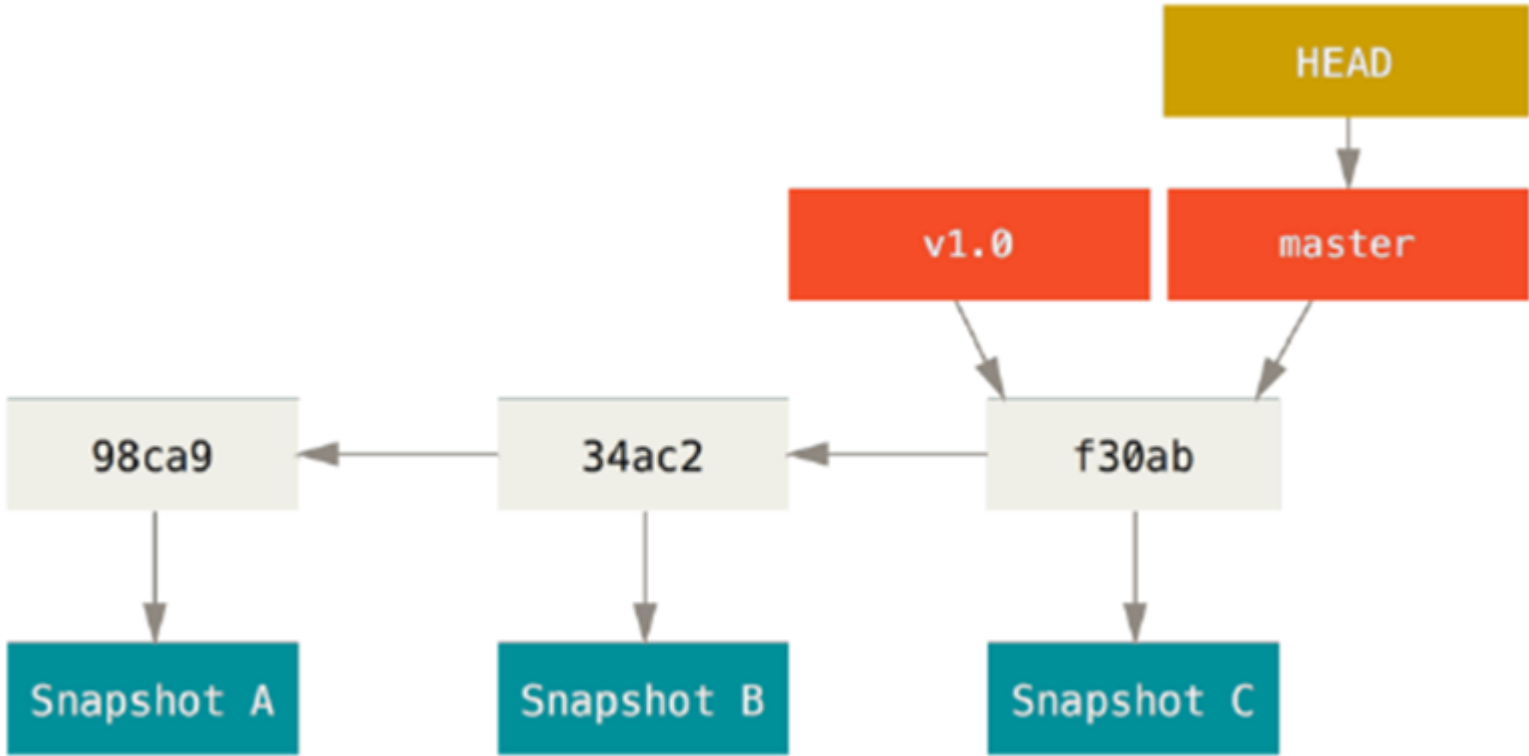 HEAD
v1.0
master
98ca9
34ac2
f30ab
Snapshot A
Snapshot B
Snapshot C